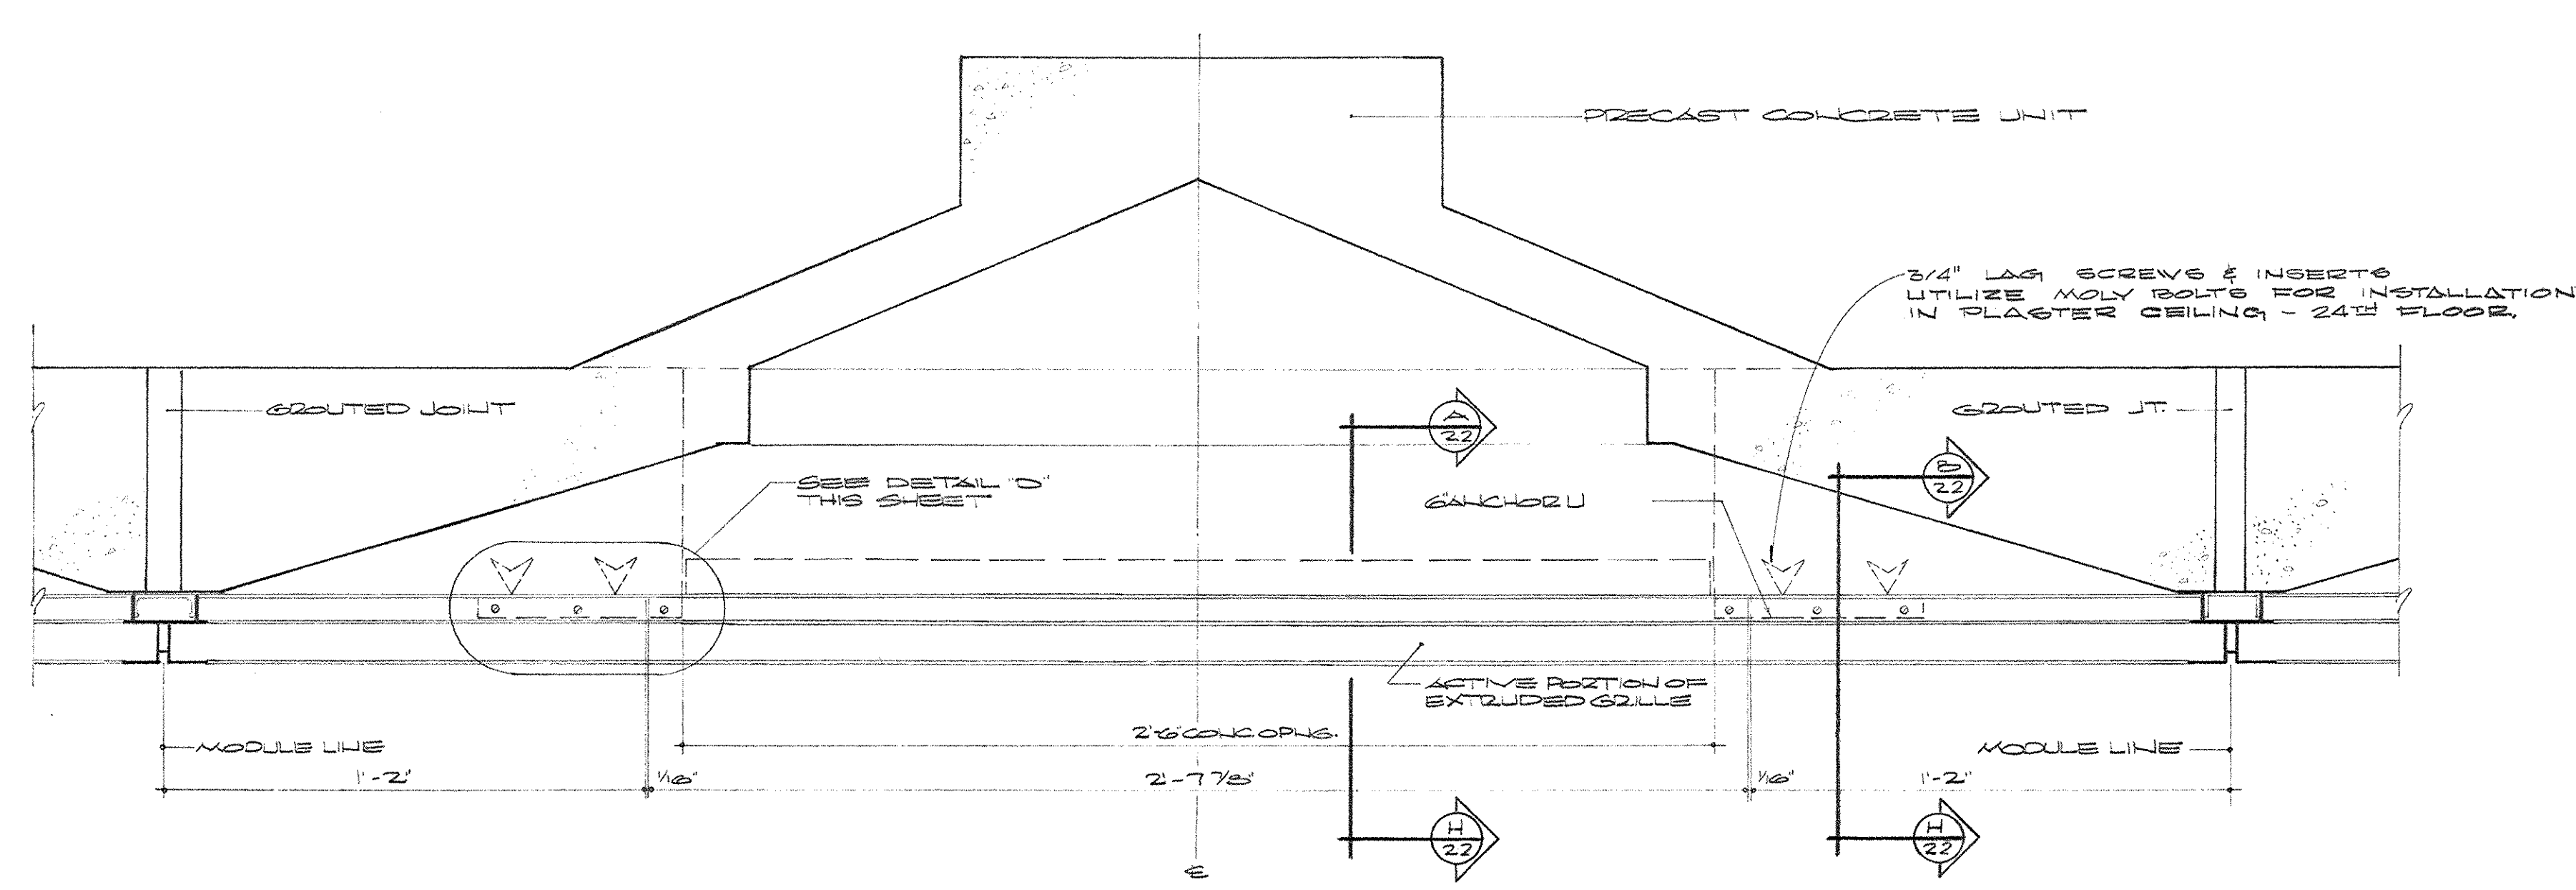 PRECAST CONCRETE UNIT
3/4" LAG SCREWS & INSERTS
UTILIZE MOLY BOLTS FOR INSTALLATION
IN PLASTER CEILING - 24TH FLOOR.
GROUTED JOINT
GROUTED JT.
A
22
B
22
SEE DETAIL "D"
THIS SHEET
6" ANCHOR U
ACTIVE PORTION OF
EXTRUDED GRILLE
2'-6" CONC. OPNG.
MODULE LINE
MODULE LINE
1'-2"
1/16"
2'-7 7/8"
1/16"
1'-2"
H
22
H
22